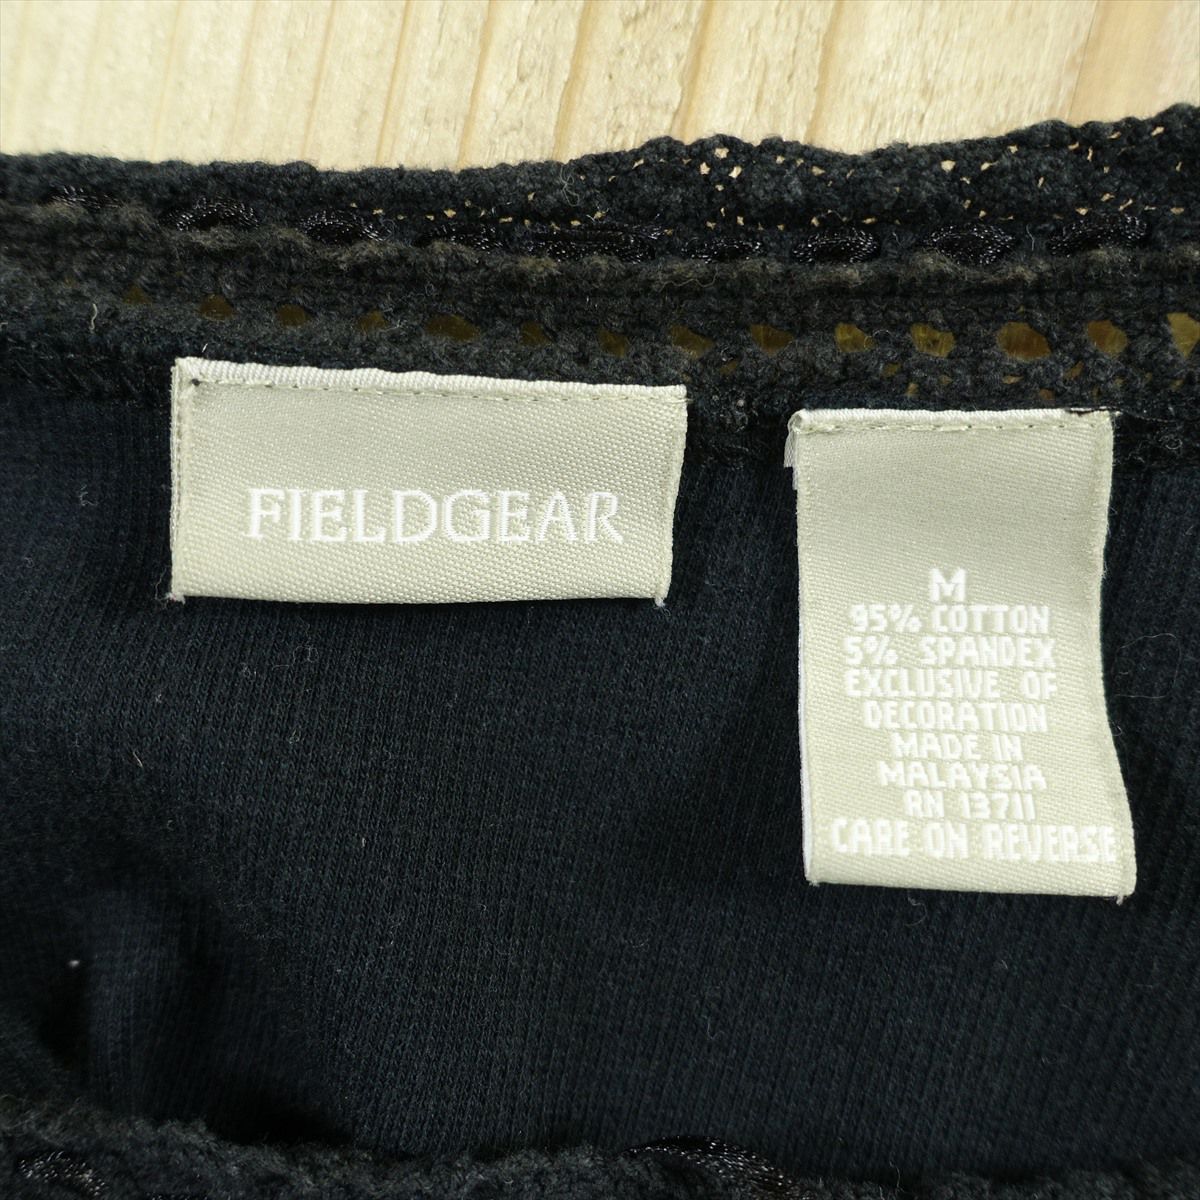 FIELDGEAR
M
95% COTTON
5% SPANDEX
EXCLUSIVE OF
DECORATION
MADE IN
MALAYSIA
RN 13711
CARE ON REVERSE